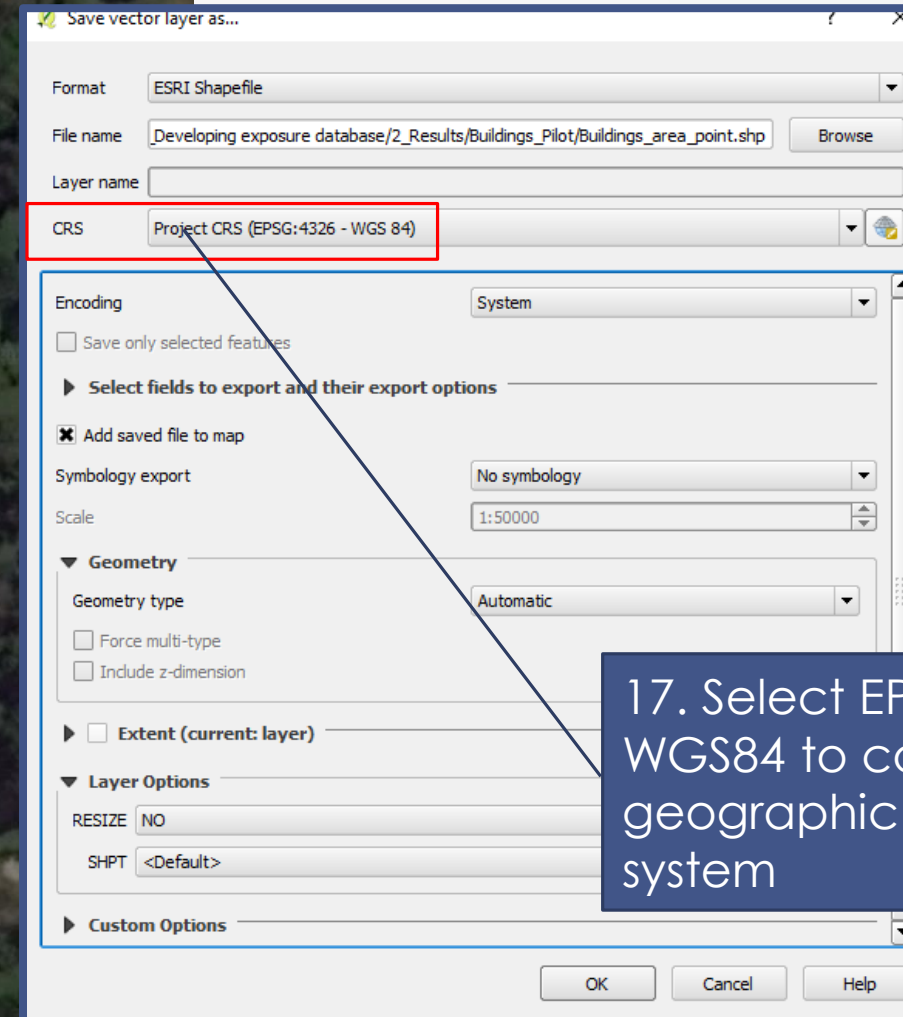 Save vector layer as... ?
Format ESRI Shapefile
File name _Developing exposure database/2_Results/Buildings_Pilot/Buildings_area_point.shp Browse
Layer name
CRS Project CRS (EPSG:4326 - WGS 84)
Encoding System
Save only selected features
Select fields to export and their export options
Add saved file to map
Symbology export No symbology
Scale 1:50000
Geometry
Geometry type Automatic
Force multi-type
Include z-dimension
Extent (current: layer)
Layer Options
RESIZE NO
SHPT <Default>
Custom Options
OK Cancel Help
17. Select EP
WGS84 to co
geographic
system